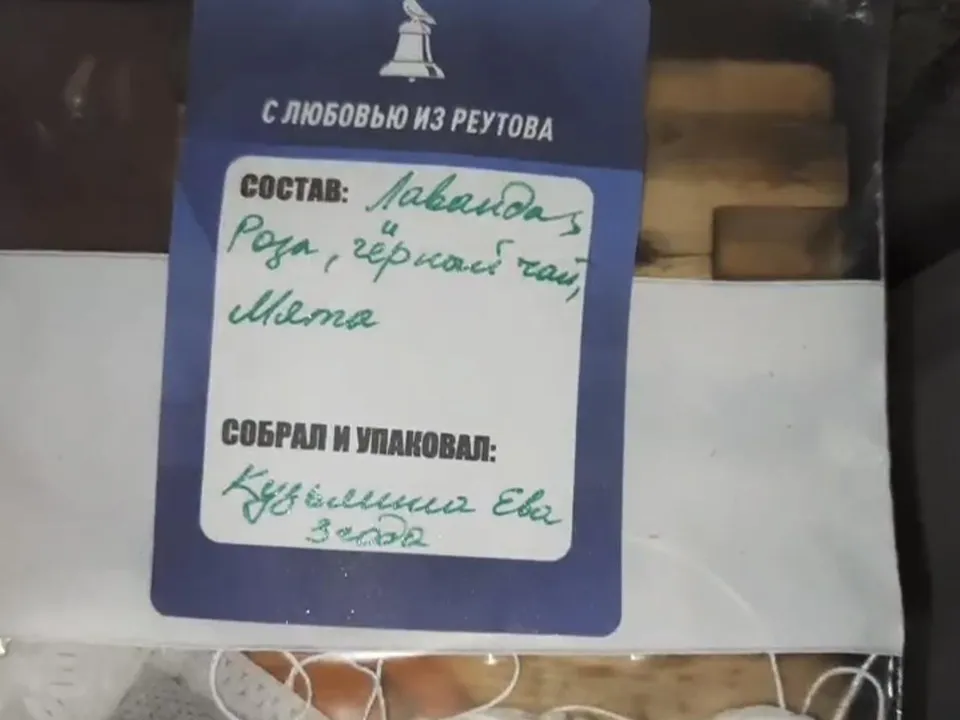 С ЛЮБОВЬЮ ИЗ РЕУТОВА
СОСТАВ: Лаванда,
Роза, чёрный чай,
Мята
СОБРАЛ И УПАКОВАЛ:
Кузьмина Ева
3 года